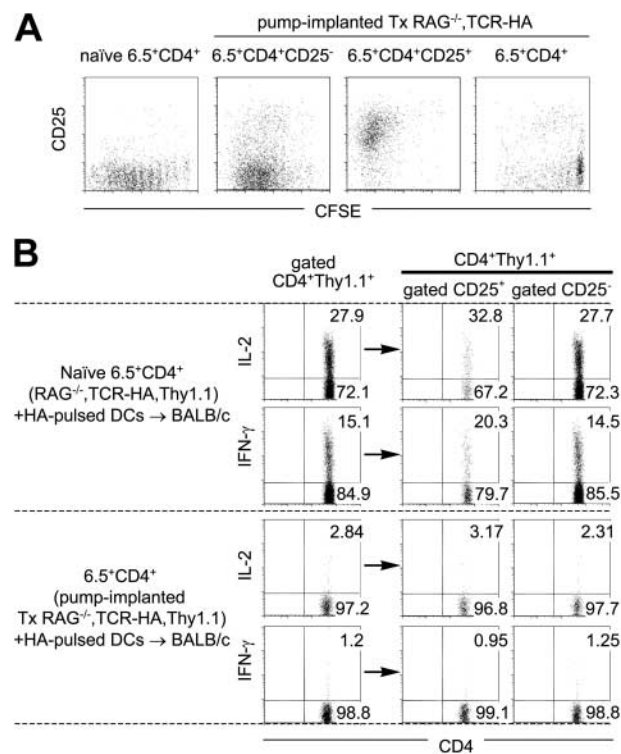 A
pump-implanted Tx RAG-/-,TCR-HA
naïve 6.5+CD4+ 6.5+CD4+CD25- 6.5+CD4+CD25+ 6.5+CD4+
CD25
CFSE
B
gated
CD4+Thy1.1+
CD4+Thy1.1+
gated CD25+ gated CD25-
Naïve 6.5+CD4+
(RAG-/-,TCR-HA,Thy1.1)
+HA-pulsed DCs → BALB/c
IL-2
27.9 32.8 27.7
72.1 67.2 72.3
IFN-γ
15.1 20.3 14.5
84.9 79.7 85.5
6.5+CD4+
(pump-implanted
Tx RAG-/-,TCR-HA,Thy1.1)
+HA-pulsed DCs → BALB/c
IL-2
2.84 3.17 2.31
97.2 96.8 97.7
IFN-γ
1.2 0.95 1.25
98.8 99.1 98.8
CD4